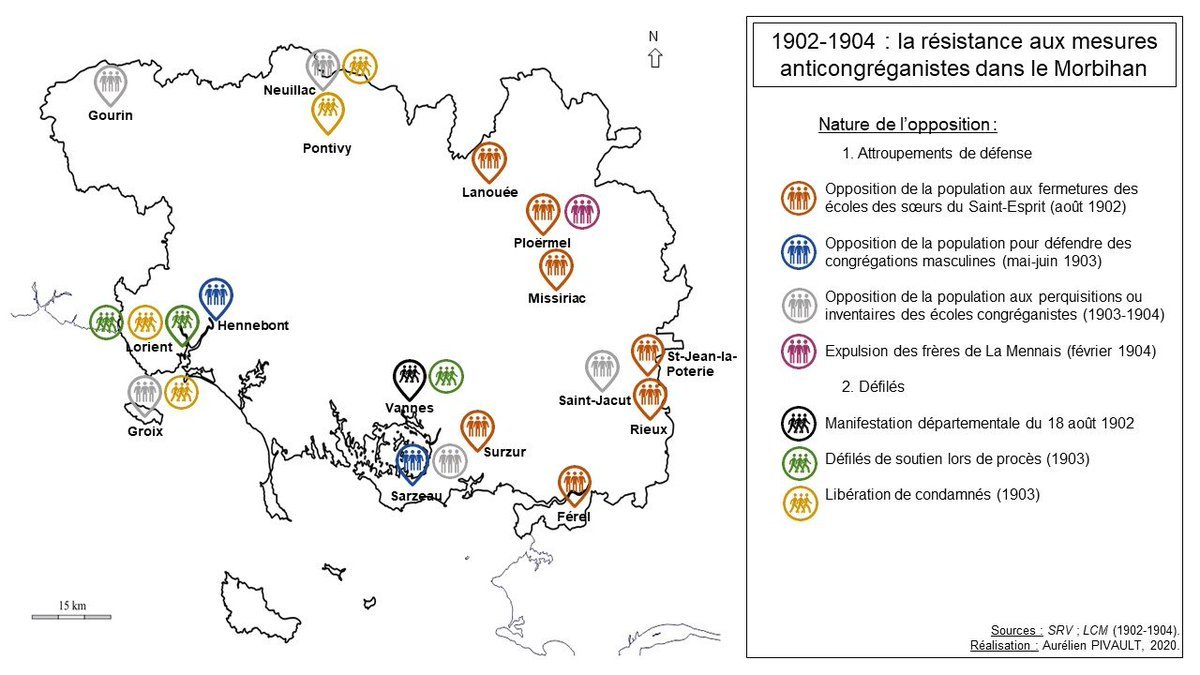 N
Neuillac
Gourin
Pontivy
Lanouée
Ploërmel
Missiriac
Hennebont
Lorient
St-Jean-la-
Poterie
Saint-Jacut
Vannes
Rieux
Groix
Surzur
Sarzeau
Férel
15 km
1902-1904 : la résistance aux mesures
anticongréganistes dans le Morbihan
Nature de l'opposition :
1. Attroupements de défense
Opposition de la population aux fermetures des
écoles des sœurs du Saint-Esprit (août 1902)
Opposition de la population pour défendre des
congrégations masculines (mai-juin 1903)
Opposition de la population aux perquisitions ou
inventaires des écoles congréganistes (1903-1904)
Expulsion des frères de La Mennais (février 1904)
2. Défilés
Manifestation départementale du 18 août 1902
Défilés de soutien lors de procès (1903)
Libération de condamnés (1903)
Sources : SRV ; LCM (1902-1904).
Réalisation : Aurélien PIVAULT, 2020.